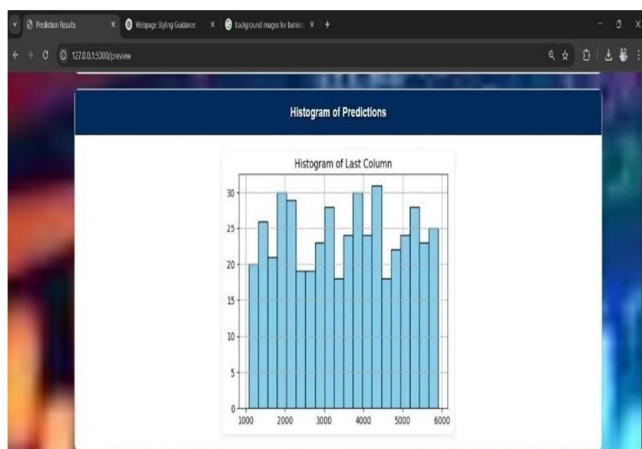 Prediction Results
Webpage Styling Guidance
background images for banking
127.0.0.1:5000/preview
Histogram of Predictions
Histogram of Last Column
30
25
20
15
10
5
0
1000 2000 3000 4000 5000 6000